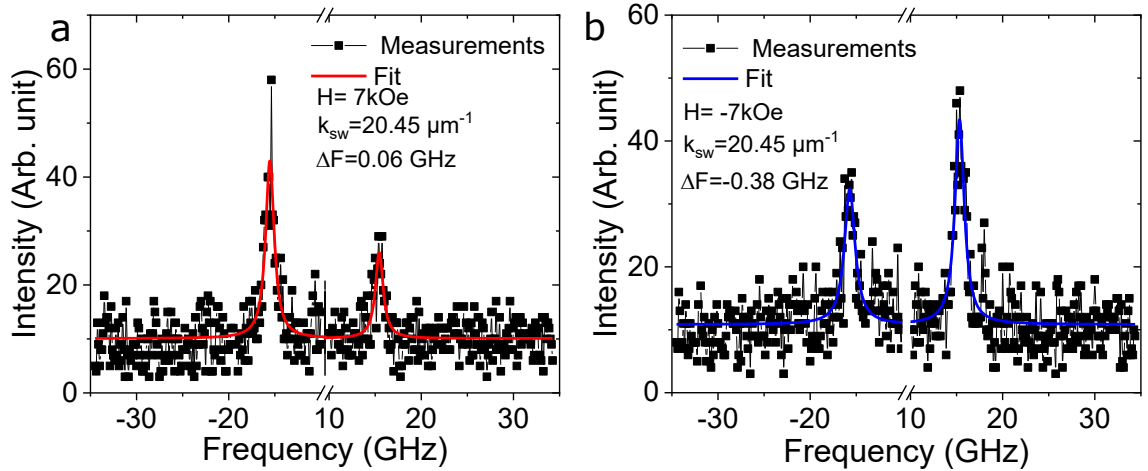 a
Measurements
Fit
H= 7kOe
k_sw=20.45 µm⁻¹
ΔF=0.06 GHz
Intensity (Arb. unit)
60
40
20
0
-30 -20 10 20 30
Frequency (GHz)
b
Measurements
Fit
H= -7kOe
k_sw=20.45 µm⁻¹
ΔF=-0.38 GHz
Intensity (Arb. unit)
60
40
20
0
-30 -20 10 20 30
Frequency (GHz)